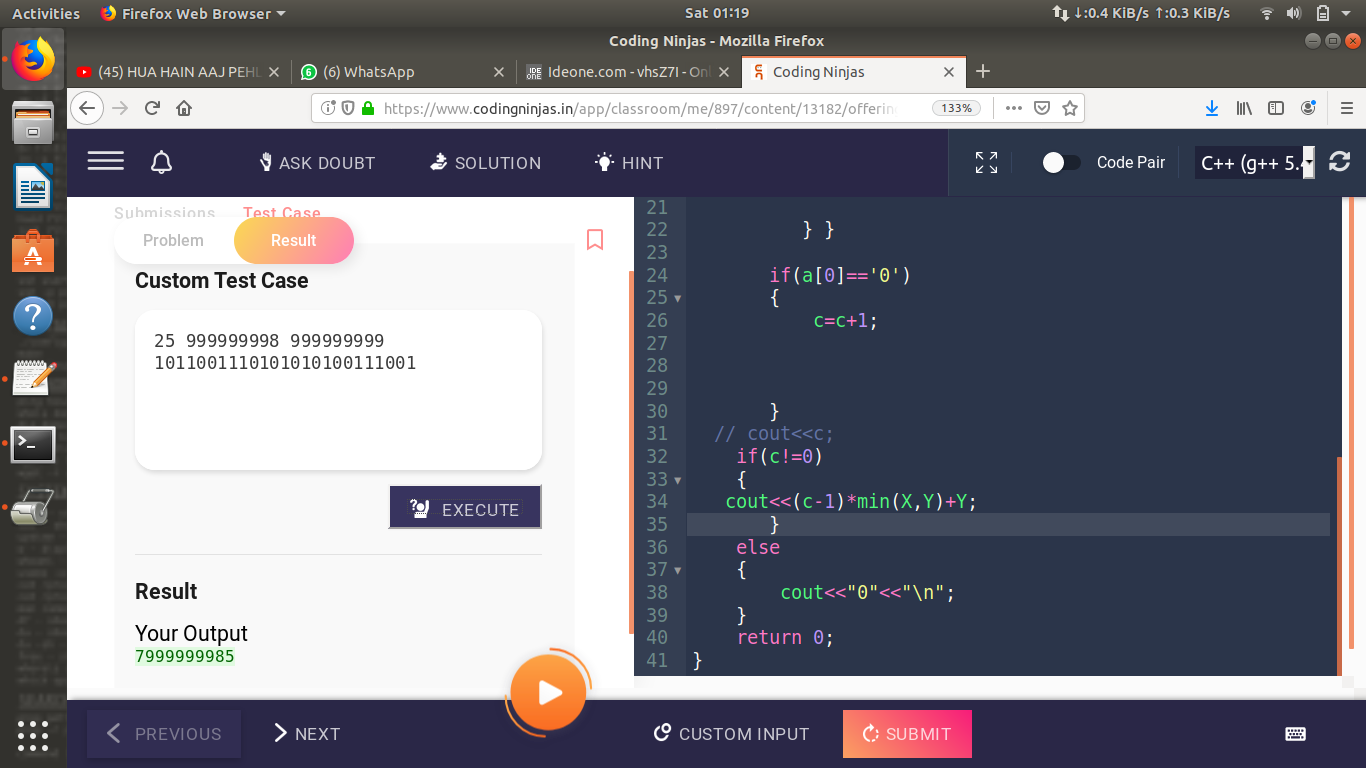 Activities Firefox Web Browser Sat 01:19 ↓:0.4 KiB/s ↑:0.3 KiB/s
Coding Ninjas - Mozilla Firefox
(45) HUA HAIN AAJ PEHL (6) WhatsApp Ideone.com - vhsZ7I - Onl Coding Ninjas
https://www.codingninjas.in/app/classroom/me/897/content/13182/offerin 133%
ASK DOUBT SOLUTION HINT Code Pair C++ (g++ 5.4
Submissions Test Case
Problem Result
Custom Test Case
25 999999998 999999999
1011001110101010100111001
EXECUTE
Result
Your Output
7999999985
21
22 } }
23
24 if(a[0]=='0')
25 {
26 c=c+1;
27
28
29
30 }
31 // cout<<c;
32 if(c!=0)
33 {
34 cout<<(c-1)*min(X,Y)+Y;
35 }
36 else
37 {
38 cout<<"0"<<"\n";
39 }
40 return 0;
41 }
PREVIOUS NEXT CUSTOM INPUT SUBMIT